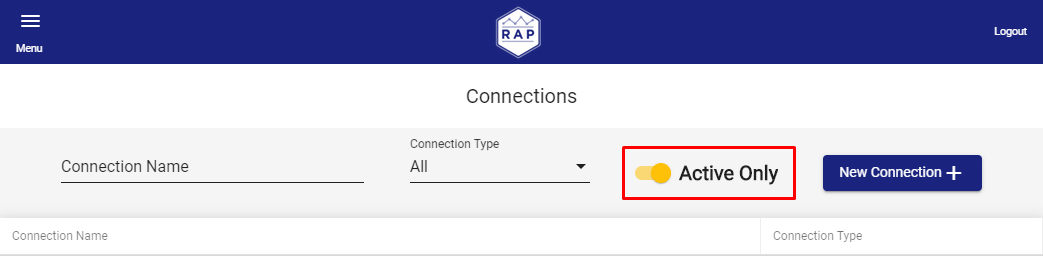 Menu
RAP
Logout
Connections
Connection Name
Connection Type
All
Active Only
New Connection +
Connection Name
Connection Type